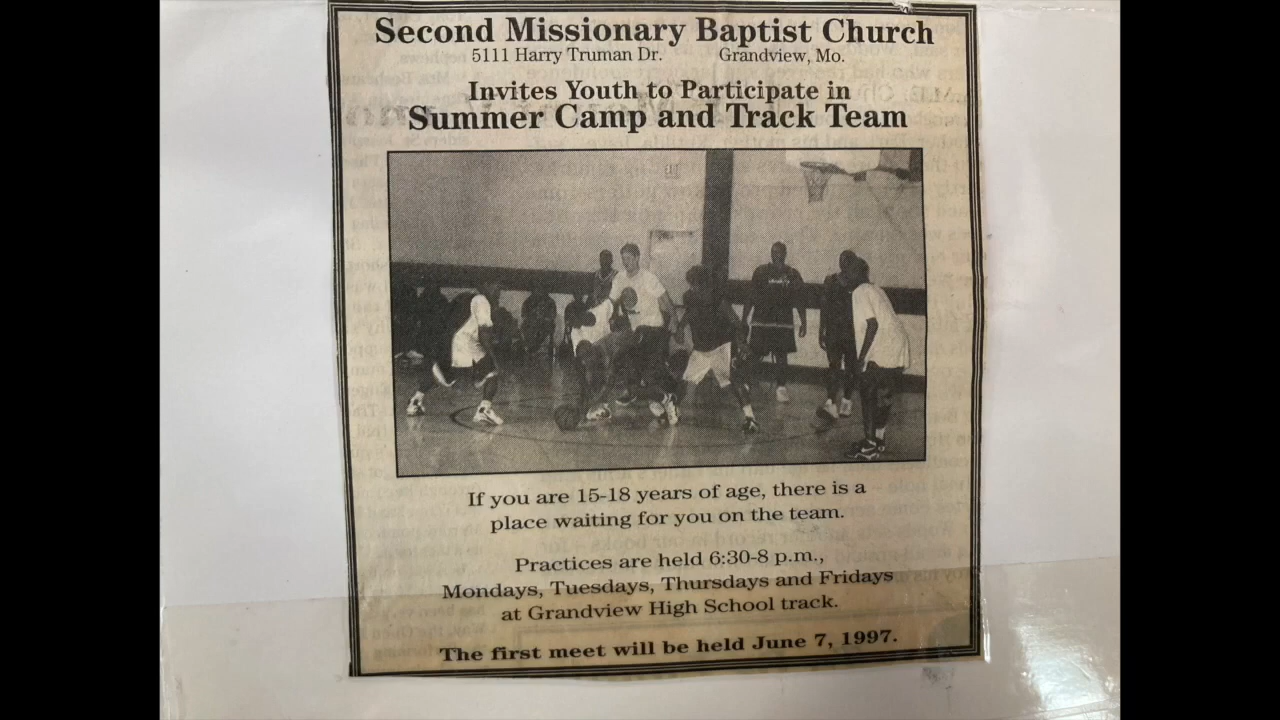 Second Missionary Baptist Church
5111 Harry Truman Dr. Grandview, Mo.
Invites Youth to Participate in
Summer Camp and Track Team
If you are 15-18 years of age, there is a
place waiting for you on the team.
Practices are held 6:30-8 p.m.,
Mondays, Tuesdays, Thursdays and Fridays
at Grandview High School track.
The first meet will be held June 7, 1997.